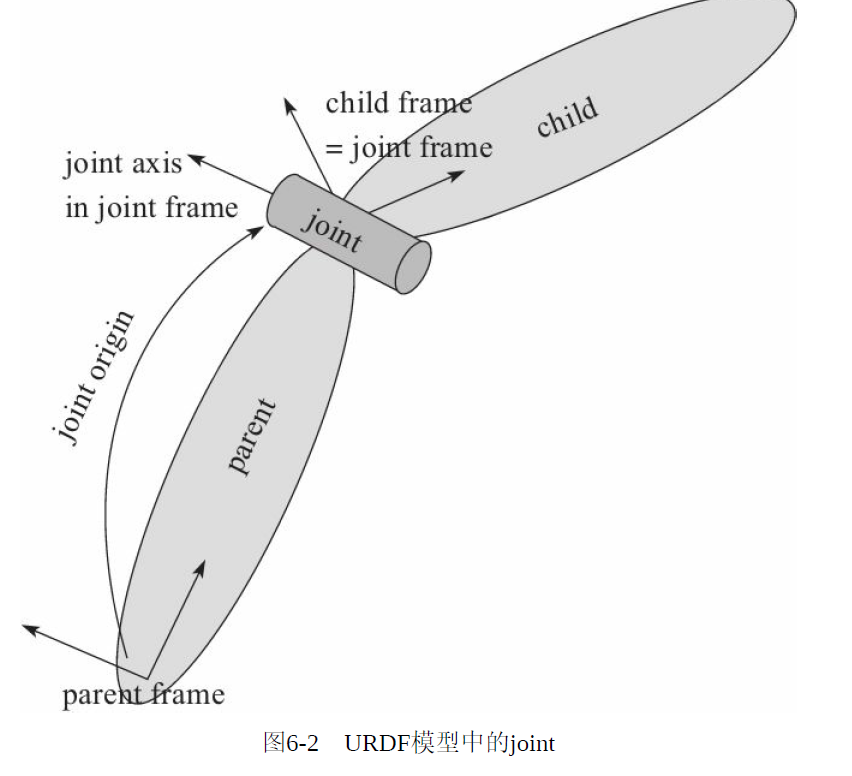 child frame
= joint frame
child
joint axis
in joint frame
joint
joint origin
parent
parent frame
图6-2 URDF模型中的joint